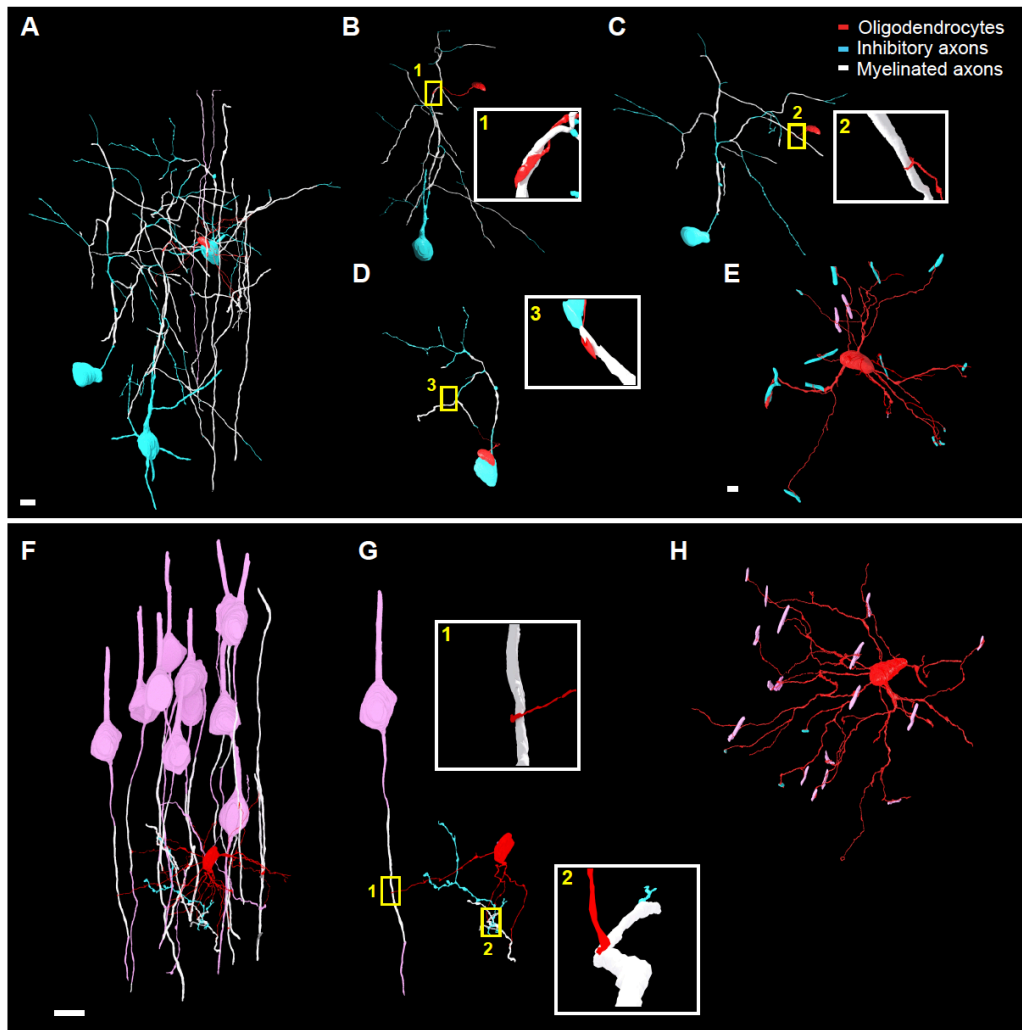 A
B
C
Oligodendrocytes
Inhibitory axons
Myelinated axons
1
1
2
2
D
E
3
3
F
G
H
1
1
2
2